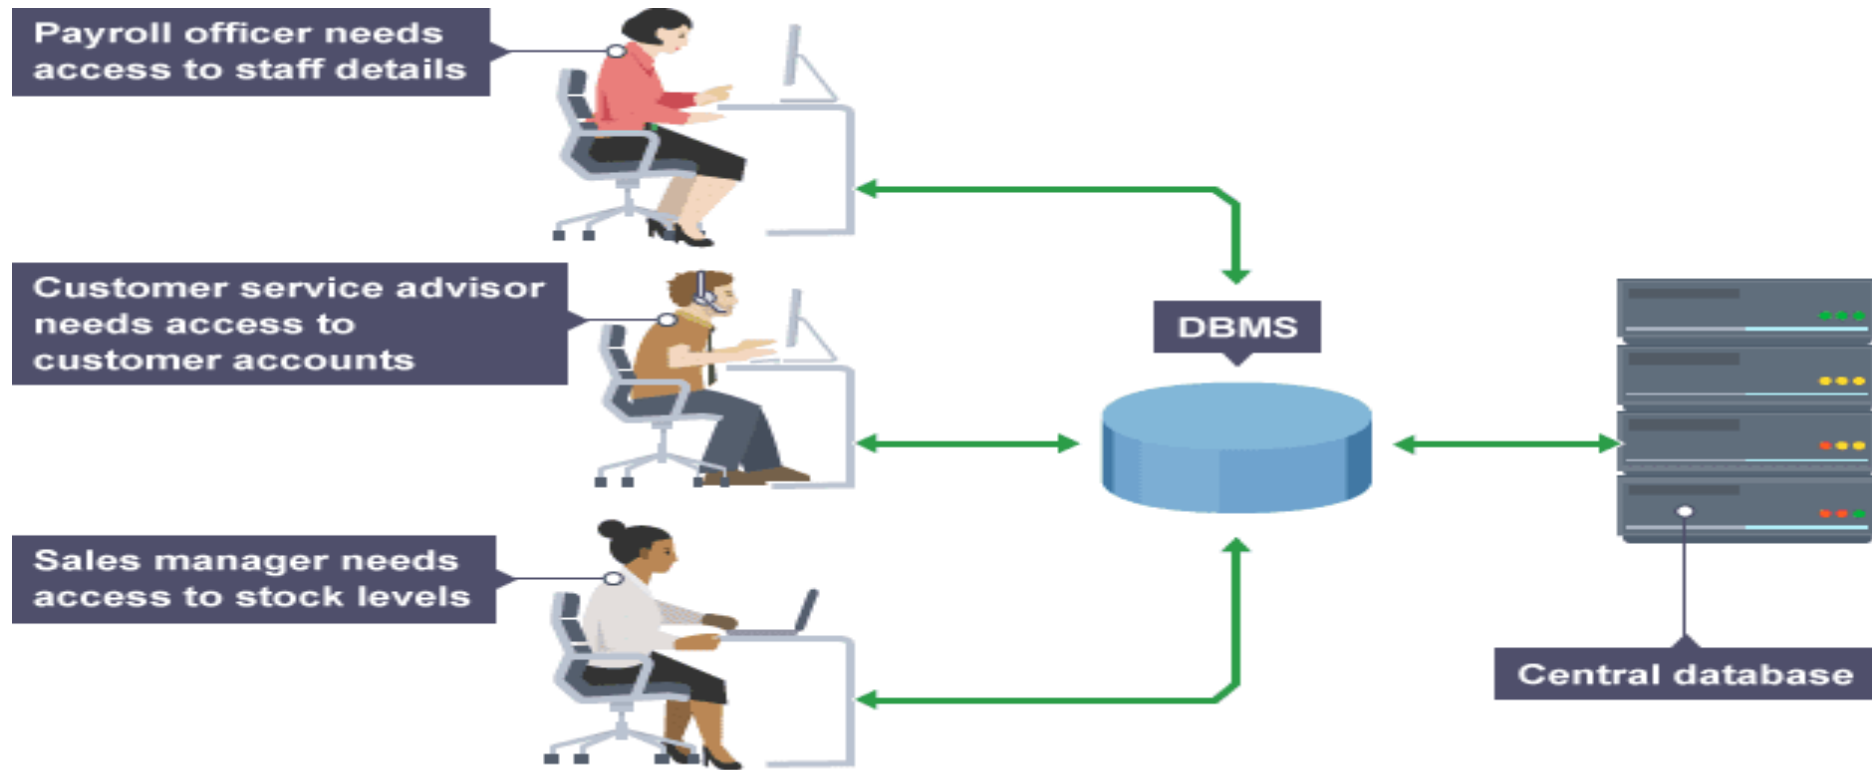 Payroll officer needs
access to staff details
Customer service advisor
needs access to
customer accounts
DBMS
Sales manager needs
access to stock levels
Central database